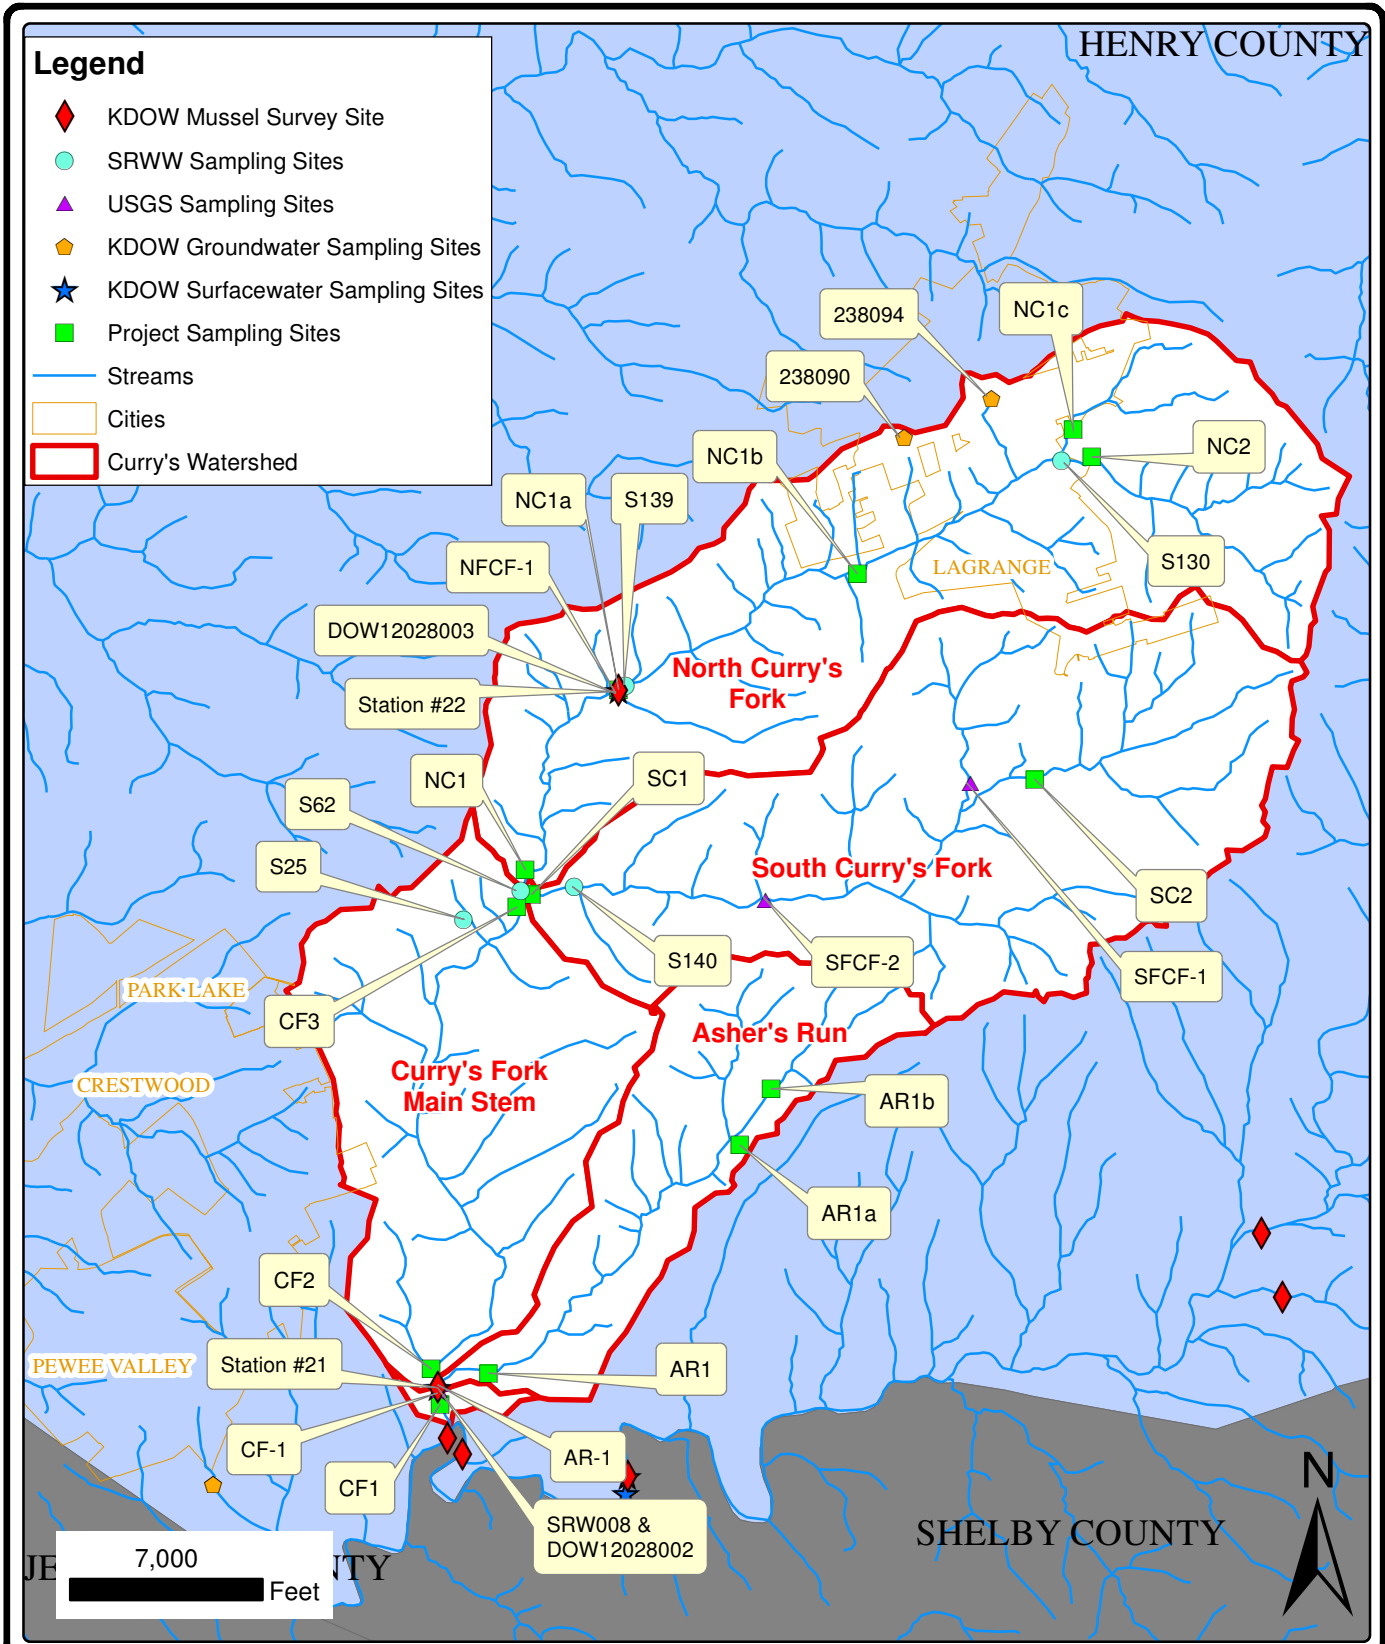 HENRY COUNTY
Legend
KDOW Mussel Survey Site
SRWW Sampling Sites
USGS Sampling Sites
KDOW Groundwater Sampling Sites
KDOW Surfacewater Sampling Sites
Project Sampling Sites
Streams
Cities
Curry's Watershed
238094
NC1c
238090
NC1b
NC2
NC1a
S139
S130
NFCF-1
LAGRANGE
DOW12028003
Station #22
North Curry's
Fork
NC1
SC1
S62
S25
South Curry's Fork
SC2
S140
SFCF-2
SFCF-1
PARK LAKE
CF3
Asher's Run
CRESTWOOD
Curry's Fork
Main Stem
AR1b
AR1a
CF2
PEWEE VALLEY
Station #21
AR1
CF-1
AR-1
CF1
SRW008 &
DOW12028002
N
SHELBY COUNTY
JE
NTY
7,000
Feet